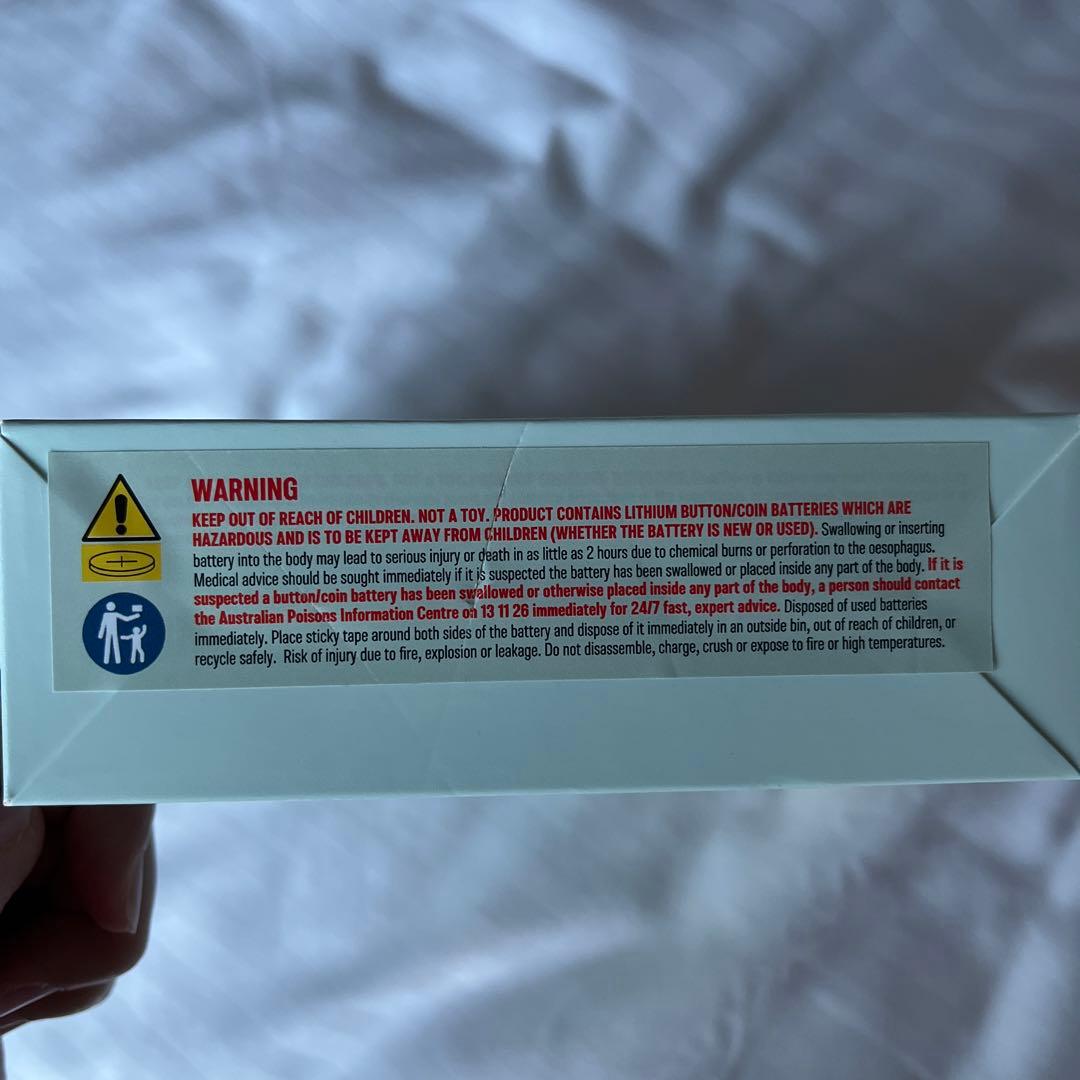 WARNING
KEEP OUT OF REACH OF CHILDREN. NOT A TOY. PRODUCT CONTAINS LITHIUM BUTTON/COIN BATTERIES WHICH ARE
HAZARDOUS AND IS TO BE KEPT AWAY FROM CHILDREN (WHETHER THE BATTERY IS NEW OR USED). Swallowing or inserting
battery into the body may lead to serious injury or death in as little as 2 hours due to chemical burns or perforation to the oesophagus.
Medical advice should be sought immediately if it is suspected the battery has been swallowed or placed inside any part of the body. If it is
suspected a button/coin battery has been swallowed or otherwise placed inside any part of the body, a person should contact
the Australian Poisons Information Centre on 13 11 26 immediately for 24/7 fast, expert advice. Disposed of used batteries
immediately. Place sticky tape around both sides of the battery and dispose of it immediately in an outside bin, out of reach of children, or
recycle safely. Risk of injury due to fire, explosion or leakage. Do not disassemble, charge, crush or expose to fire or high temperatures.